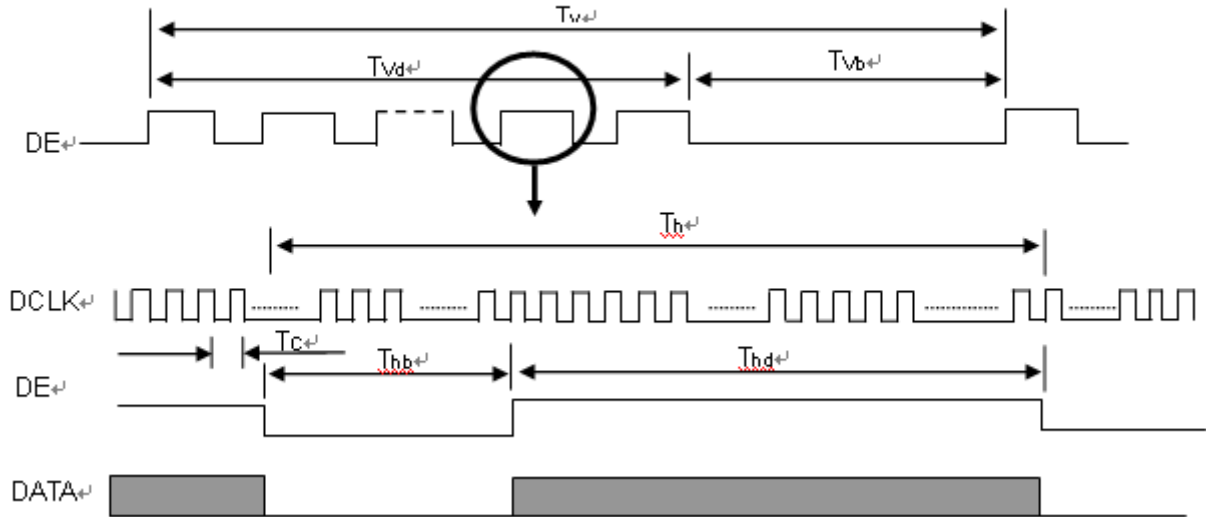 Tv↵
Tvd↵
Tvb↵
DE↵
Th↵
DCLK↵
Tc↵
Thb↵
Thd↵
DE↵
DATA↵